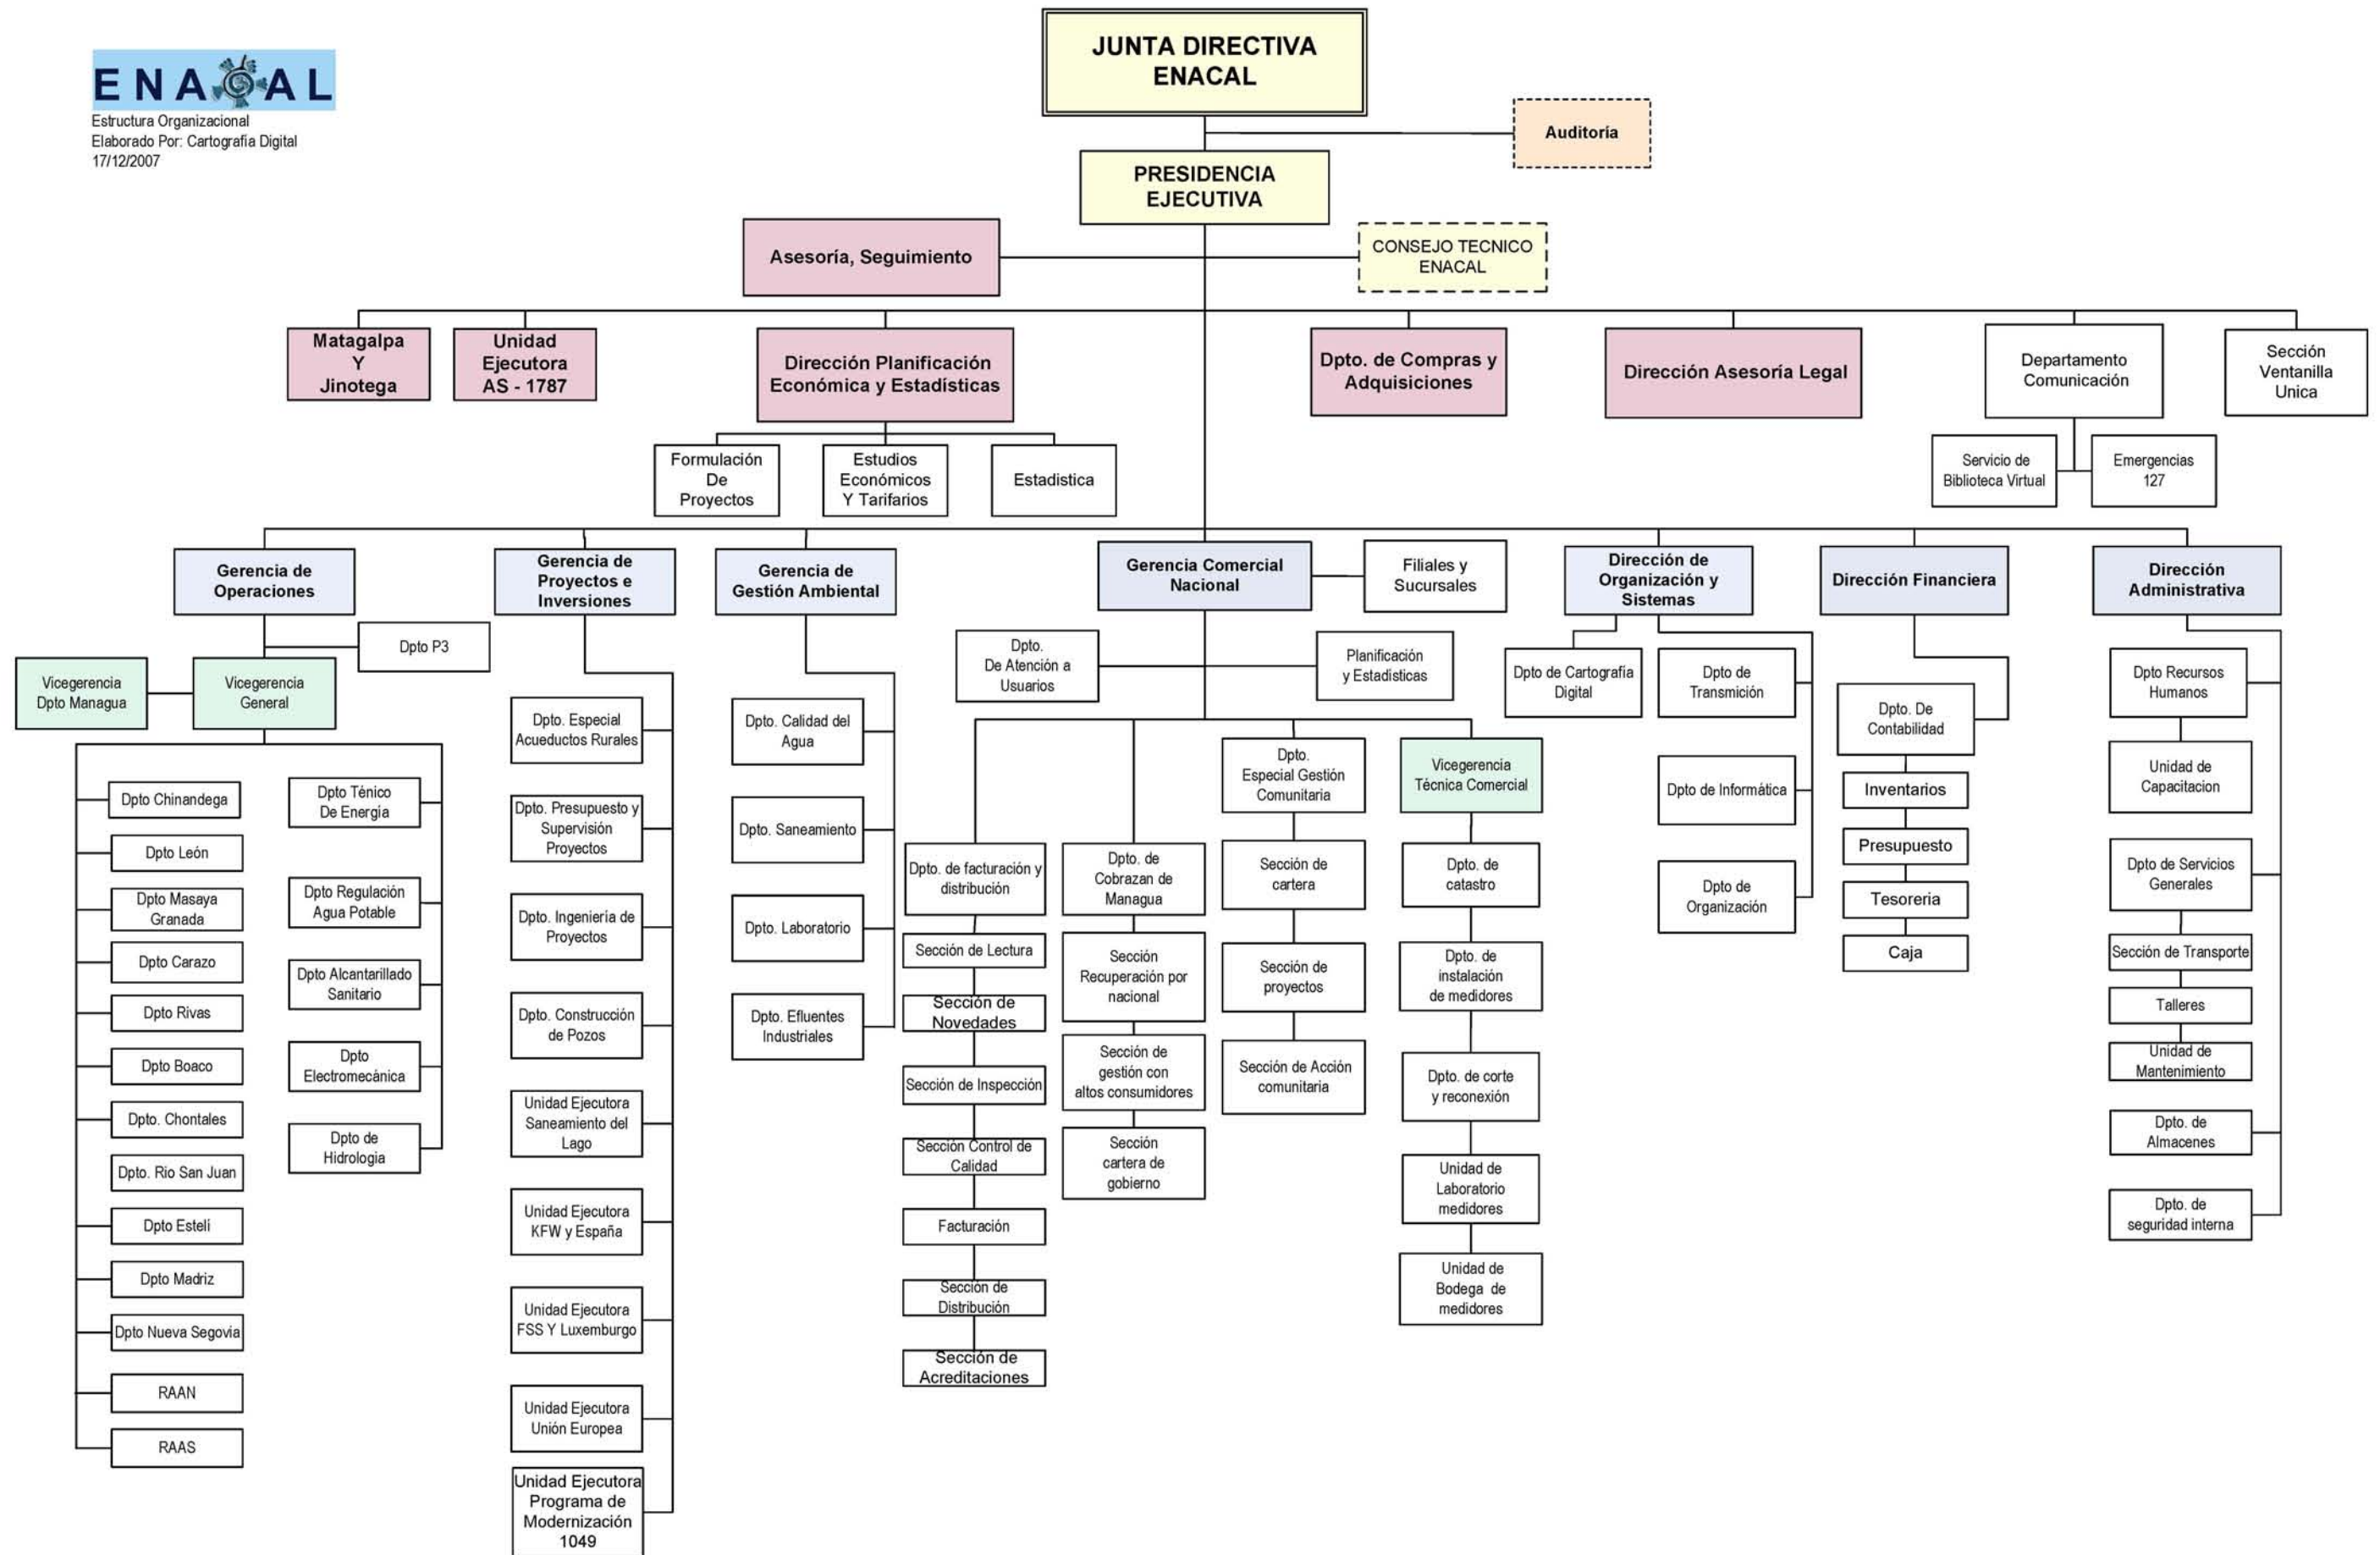 JUNTA DIRECTIVA
ENACAL
ENACAL
Estructura Organizacional
Elaborado Por: Cartografía Digital
17/12/2007
Auditoría
PRESIDENCIA
EJECUTIVA
Asesoría, Seguimiento
CONSEJO TECNICO
ENACAL
Matagalpa
Y
Jinotega
Unidad
Ejecutora
AS - 1787
Dirección Planificación
Económica y Estadísticas
Dpto. de Compras y
Adquisiciones
Dirección Asesoría Legal
Departamento
Comunicación
Sección
Ventanilla
Unica
Formulación
De
Proyectos
Estudios
Económicos
Y Tarifarios
Estadistica
Servicio de
Biblioteca Virtual
Emergencias
127
Gerencia de
Operaciones
Gerencia de
Proyectos e
Inversiones
Gerencia de
Gestión Ambiental
Gerencia Comercial
Nacional
Filiales y
Sucursales
Dirección de
Organización y
Sistemas
Dirección Financiera
Dirección
Administrativa
Dpto P3
Vicegerencia
Dpto Managua
Vicegerencia
General
Dpto Chinandega
Dpto León
Dpto Masaya
Granada
Dpto Carazo
Dpto Rivas
Dpto Boaco
Dpto. Chontales
Dpto. Rio San Juan
Dpto Estelí
Dpto Madriz
Dpto Nueva Segovia
RAAN
RAAS
Dpto Ténico
De Energía
Dpto Regulación
Agua Potable
Dpto Alcantarillado
Sanitario
Dpto
Electromecánica
Dpto de
Hidrologia
Dpto. Especial
Acueductos Rurales
Dpto. Presupuesto y
Supervisión
Proyectos
Dpto. Ingenieria de
Proyectos
Dpto. Construcción
de Pozos
Unidad Ejecutora
Saneamiento del
Lago
Unidad Ejecutora
KFW y España
Unidad Ejecutora
FSS Y Luxemburgo
Unidad Ejecutora
Unión Europea
Unidad Ejecutora
Programa de
Modernización
1049
Dpto. Calidad del
Agua
Dpto. Saneamiento
Dpto. Laboratorio
Dpto. Efluentes
Industriales
Dpto.
De Atención a
Usuarios
Planificación
y Estadísticas
Dpto. de facturación y
distribución
Sección de Lectura
Sección de
Novedades
Sección de Inspección
Sección Control de
Calidad
Facturación
Sección de
Distribución
Sección de
Acreditaciones
Dpto. de
Cobrazan de
Managua
Sección
Recuperación por
nacional
Sección de
gestión con
altos consumidores
Sección
cartera de
gobierno
Dpto.
Especial Gestión
Comunitaria
Sección de
cartera
Sección de
proyectos
Sección de Acción
comunitaria
Vicegerencia
Técnica Comercial
Dpto. de
catastro
Dpto. de
instalación
de medidores
Dpto. de corte
y reconexión
Unidad de
Laboratorio
medidores
Unidad de
Bodega de
medidores
Dpto de Cartografía
Digital
Dpto de
Transmición
Dpto de Informática
Dpto de
Organización
Dpto. De
Contabilidad
Inventarios
Presupuesto
Tesoreria
Caja
Dpto Recursos
Humanos
Unidad de
Capacitacion
Dpto de Servicios
Generales
Sección de Transporte
Talleres
Unidad de
Mantenimiento
Dpto. de
Almacenes
Dpto. de
seguridad interna